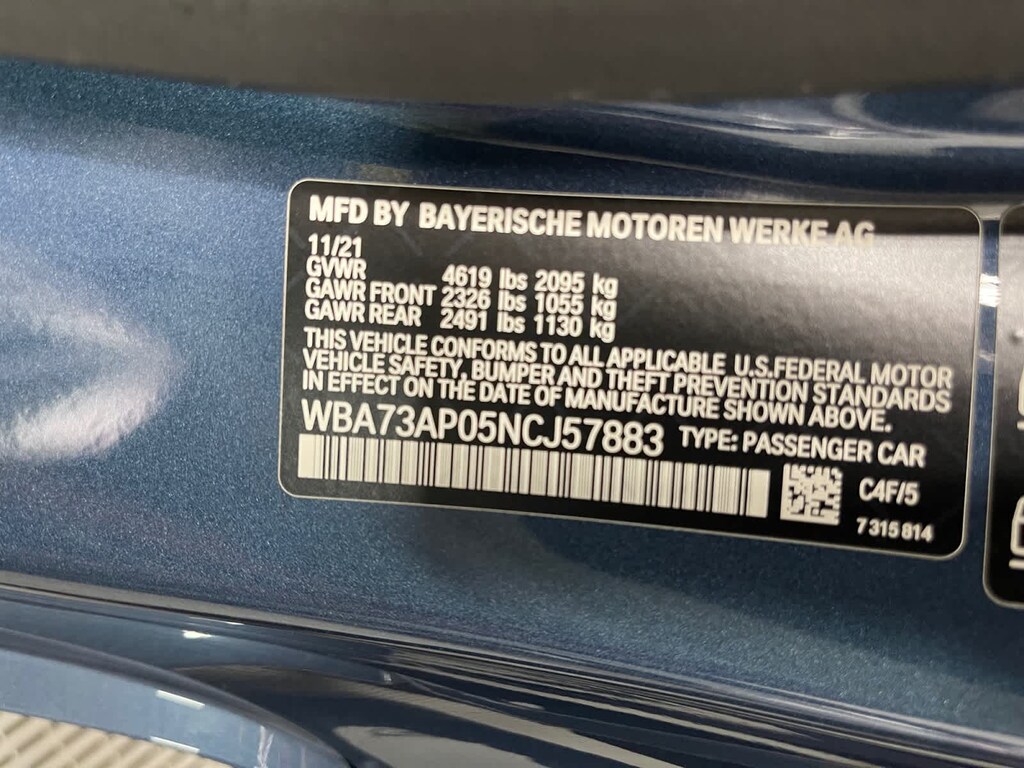 MFD BY BAYERISCHE MOTOREN WERKE AG
11/21
GVWR 4619 lbs 2095 kg
GAWR FRONT 2326 lbs 1055 kg
GAWR REAR 2491 lbs 1130 kg
THIS VEHICLE CONFORMS TO ALL APPLICABLE U.S.FEDERAL MOTOR
VEHICLE SAFETY, BUMPER AND THEFT PREVENTION STANDARDS
IN EFFECT ON THE DATE OF MANUFACTURE SHOWN ABOVE.
WBA73AP05NCJ57883 TYPE: PASSENGER CAR
C4F/5
7 315 814